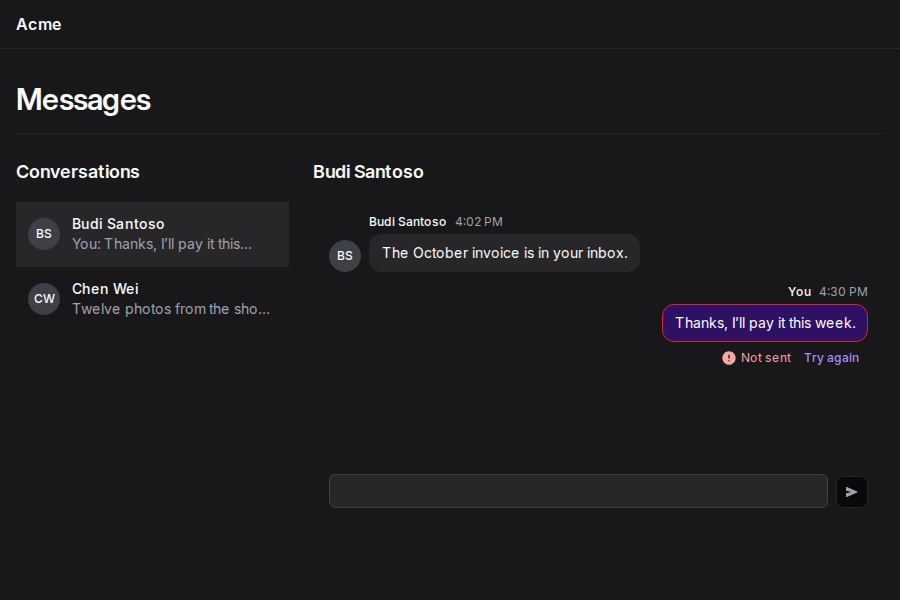 Acme
Messages
Conversations
BS
Budi Santoso
You: Thanks, I’ll pay it this…
CW
Chen Wei
Twelve photos from the sho…
Budi Santoso
Budi Santoso 4:02 PM
BS
The October invoice is in your inbox.
You 4:30 PM
Thanks, I’ll pay it this week.
Not sent Try again